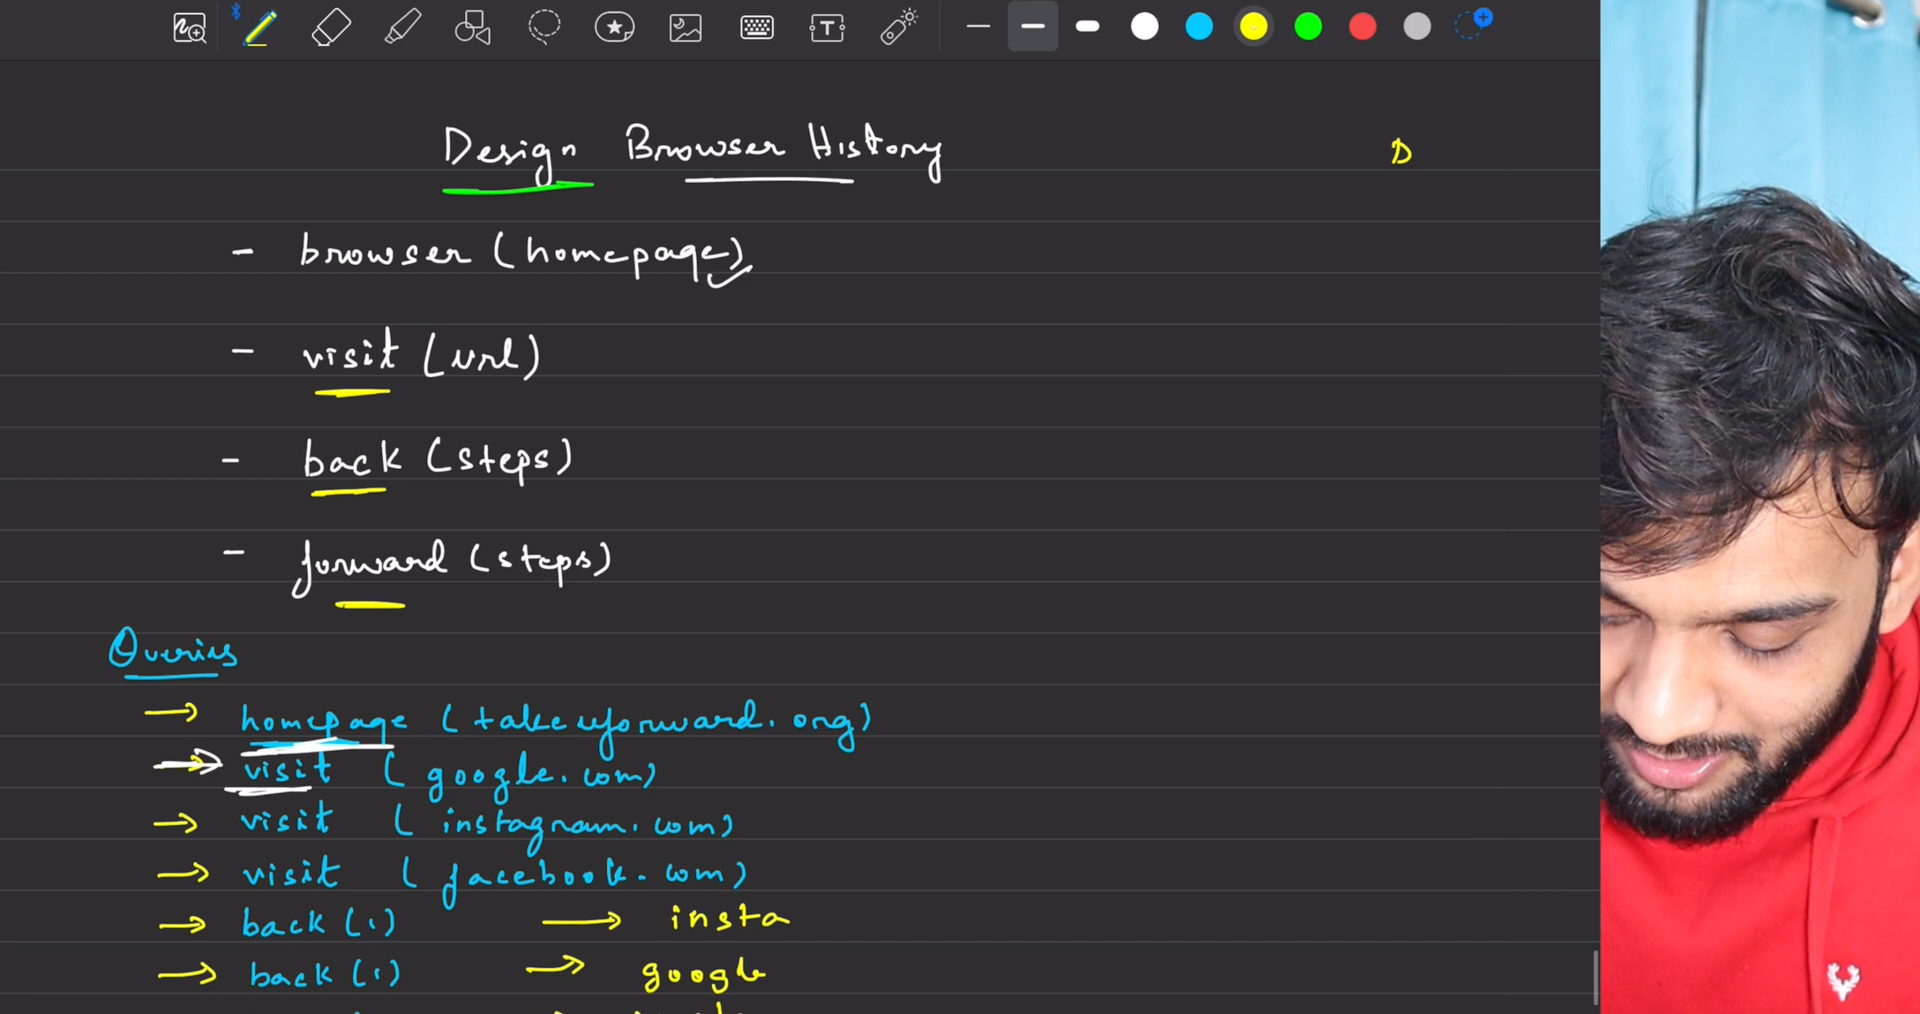 Design Browser History
D
- browser (homepage)
- visit (url)
- back (steps)
- forward (steps)
Queries
→ homepage (takeuforward.org)
→ visit (google.com)
→ visit (instagram.com)
→ visit (facebook.com)
→ back (1) → insta
→ back (1) → google